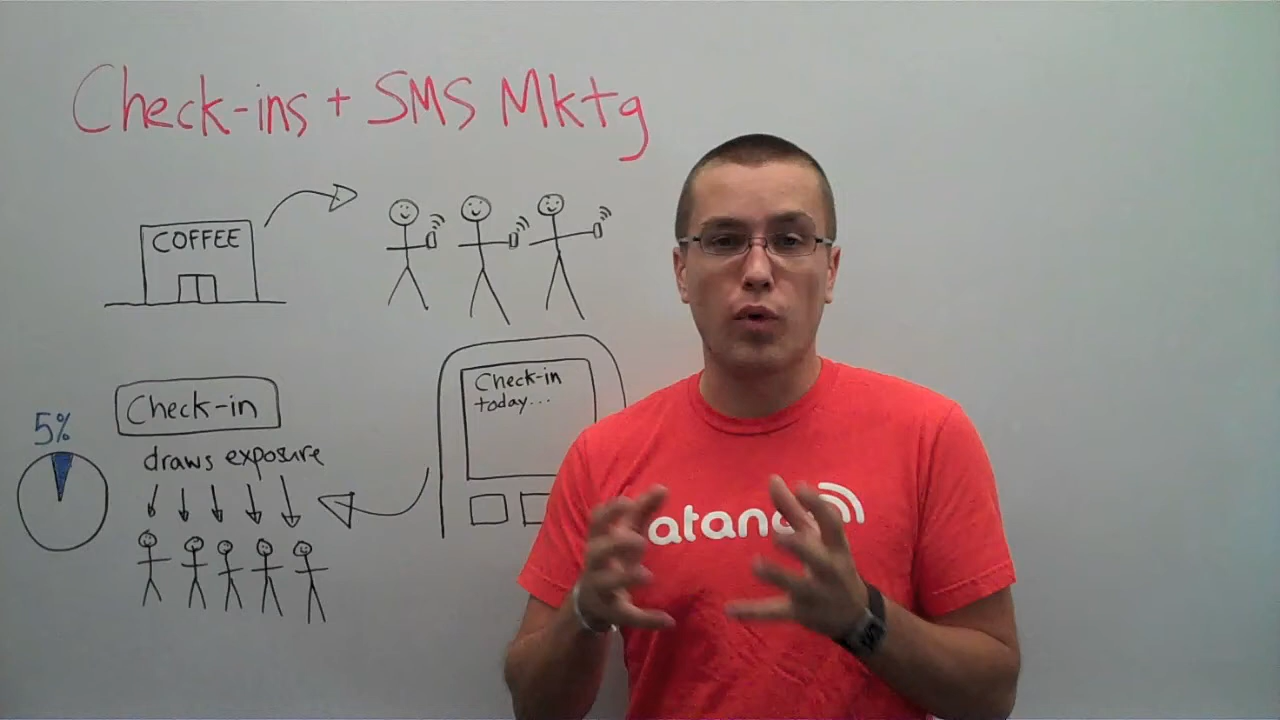 Check-ins + SMS Mktg
COFFEE
Check-in
today...
Check-in
draws exposure
5%